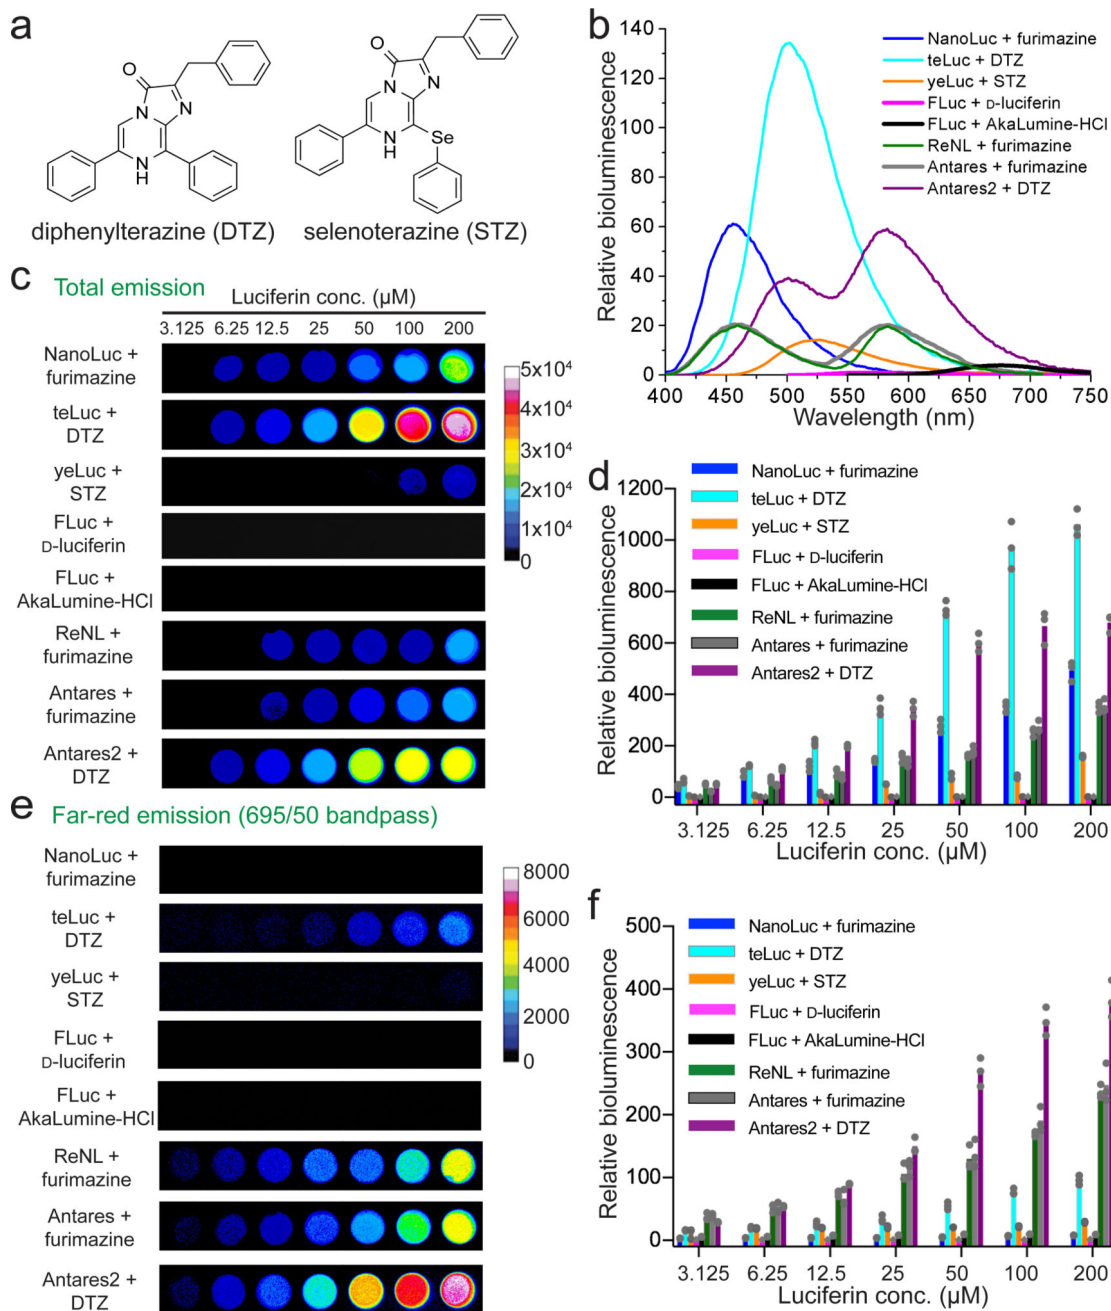 a
O
N
N
N
H
diphenylterazine (DTZ)
O
N
N
N
H
Se
selenoterazine (STZ)
b
Relative bioluminescence
140
120
100
80
60
40
20
0
400 450 500 550 600 650 700 750
Wavelength (nm)
NanoLuc + furimazine
teLuc + DTZ
yeLuc + STZ
FLuc + D-luciferin
FLuc + AkaLumine-HCl
ReNL + furimazine
Antares + furimazine
Antares2 + DTZ
c
Total emission
Luciferin conc. (µM)
3.125 6.25 12.5 25 50 100 200
NanoLuc +
furimazine
teLuc +
DTZ
yeLuc +
STZ
FLuc +
D-luciferin
FLuc +
AkaLumine-HCl
ReNL +
furimazine
Antares +
furimazine
Antares2 +
DTZ
5x10⁴
4x10⁴
3x10⁴
2x10⁴
1x10⁴
0
d
Relative bioluminescence
1200
1000
800
600
400
200
0
3.125 6.25 12.5 25 50 100 200
Luciferin conc. (µM)
NanoLuc + furimazine
teLuc + DTZ
yeLuc + STZ
FLuc + D-luciferin
FLuc + AkaLumine-HCl
ReNL + furimazine
Antares + furimazine
Antares2 + DTZ
e
Far-red emission (695/50 bandpass)
NanoLuc +
furimazine
teLuc +
DTZ
yeLuc +
STZ
FLuc +
D-luciferin
FLuc +
AkaLumine-HCl
ReNL +
furimazine
Antares +
furimazine
Antares2 +
DTZ
8000
6000
4000
2000
0
f
Relative bioluminescence
500
400
300
200
100
0
3.125 6.25 12.5 25 50 100 200
Luciferin conc. (µM)
NanoLuc + furimazine
teLuc + DTZ
yeLuc + STZ
FLuc + D-luciferin
FLuc + AkaLumine-HCl
ReNL + furimazine
Antares + furimazine
Antares2 + DTZ